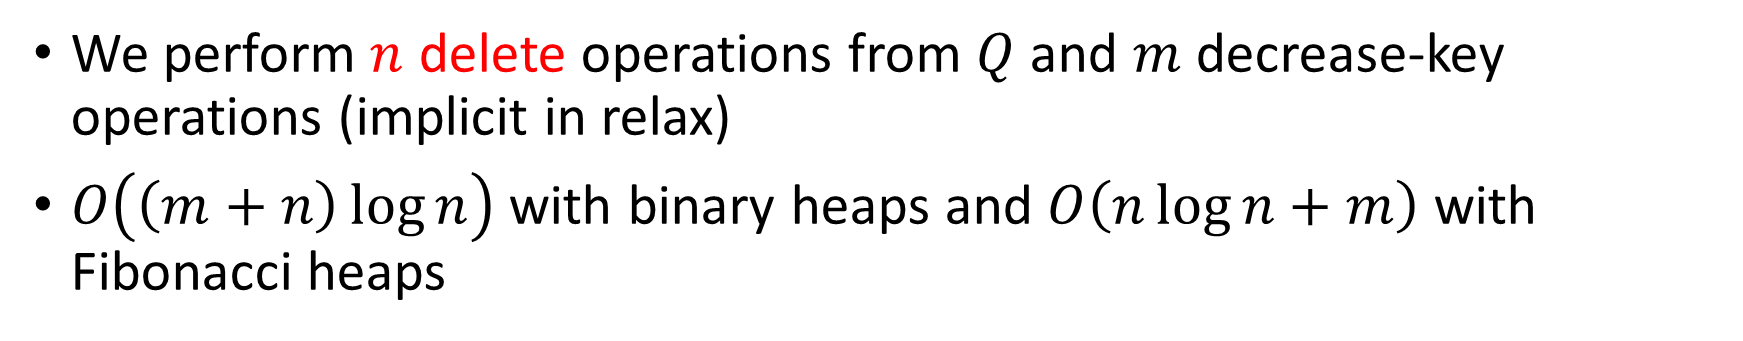 • We perform n delete operations from Q and m decrease-key
operations (implicit in relax)
• O((m + n) log n) with binary heaps and O(n log n + m) with
Fibonacci heaps